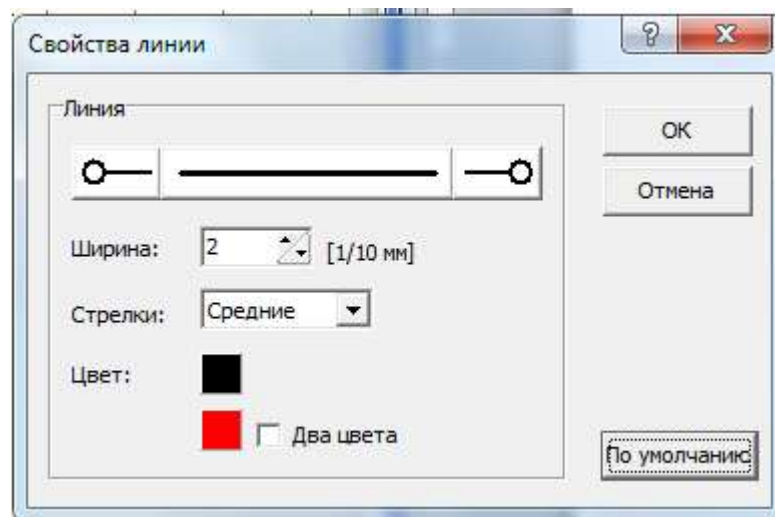 Свойства линии
Линия
OK
Отмена
Ширина: 2 [1/10 мм]
Стрелки: Средние
Цвет:
Два цвета
По умолчанию